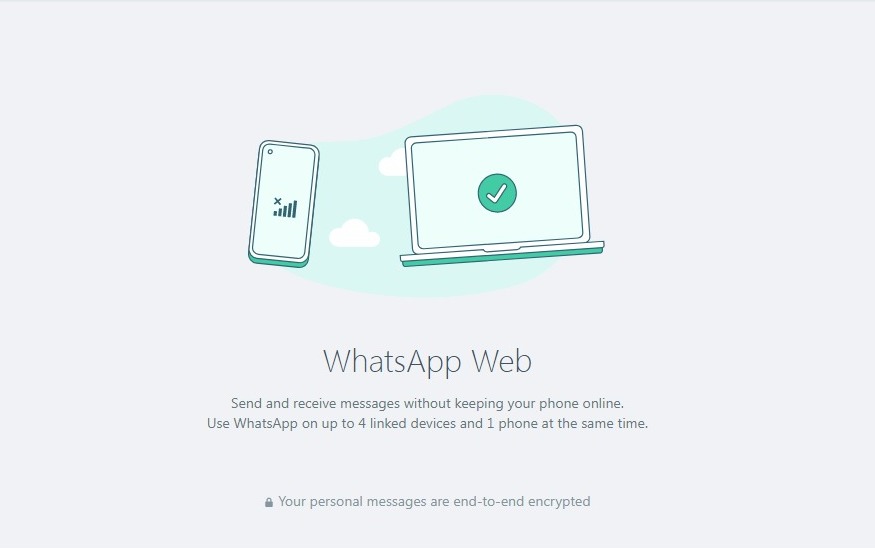 WhatsApp Web
Send and receive messages without keeping your phone online.
Use WhatsApp on up to 4 linked devices and 1 phone at the same time.
Your personal messages are end-to-end encrypted